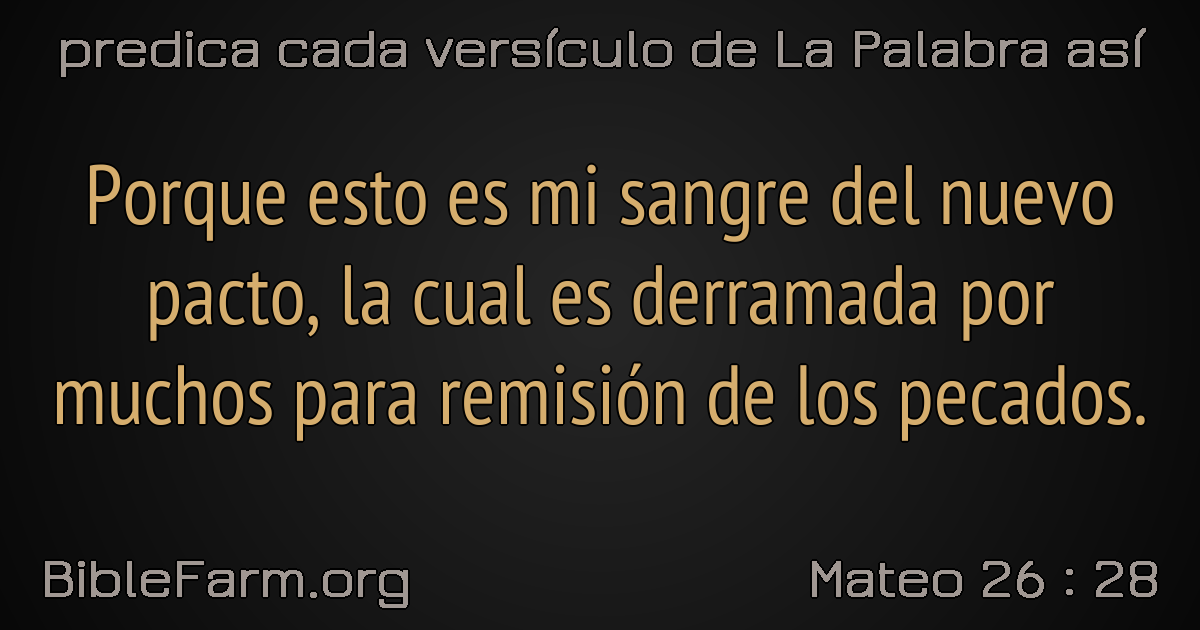 predica cada versículo de La Palabra así
Porque esto es mi sangre del nuevo
pacto, la cual es derramada por
muchos para remisión de los pecados.
BibleFarm.org
Mateo 26 : 28